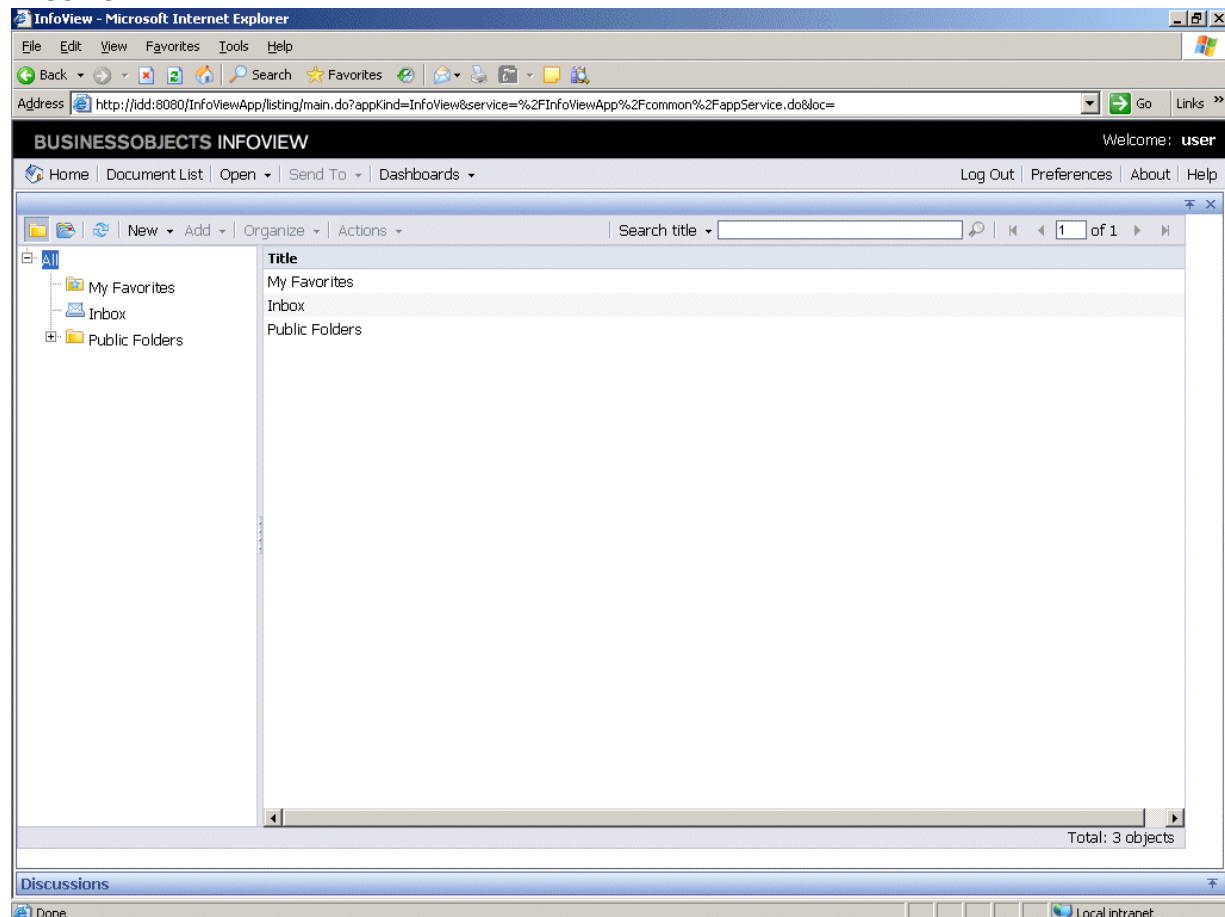 InfoView - Microsoft Internet Explorer
File Edit View Favorites Tools Help
Back Search Favorites
Address http://idd:8080/InfoViewApp/listing/main.do?appKind=InfoView&service=%2FInfoViewApp%2Fcommon%2FappService.do&loc= Go Links »
BUSINESSOBJECTS INFOVIEW Welcome: user
Home Document List Open Send To Dashboards Log Out Preferences About Help
New Add Organize Actions Search title 1 of 1
All Title
My Favorites My Favorites
Inbox Inbox
Public Folders Public Folders
Total: 3 objects
Discussions
Done Local intranet